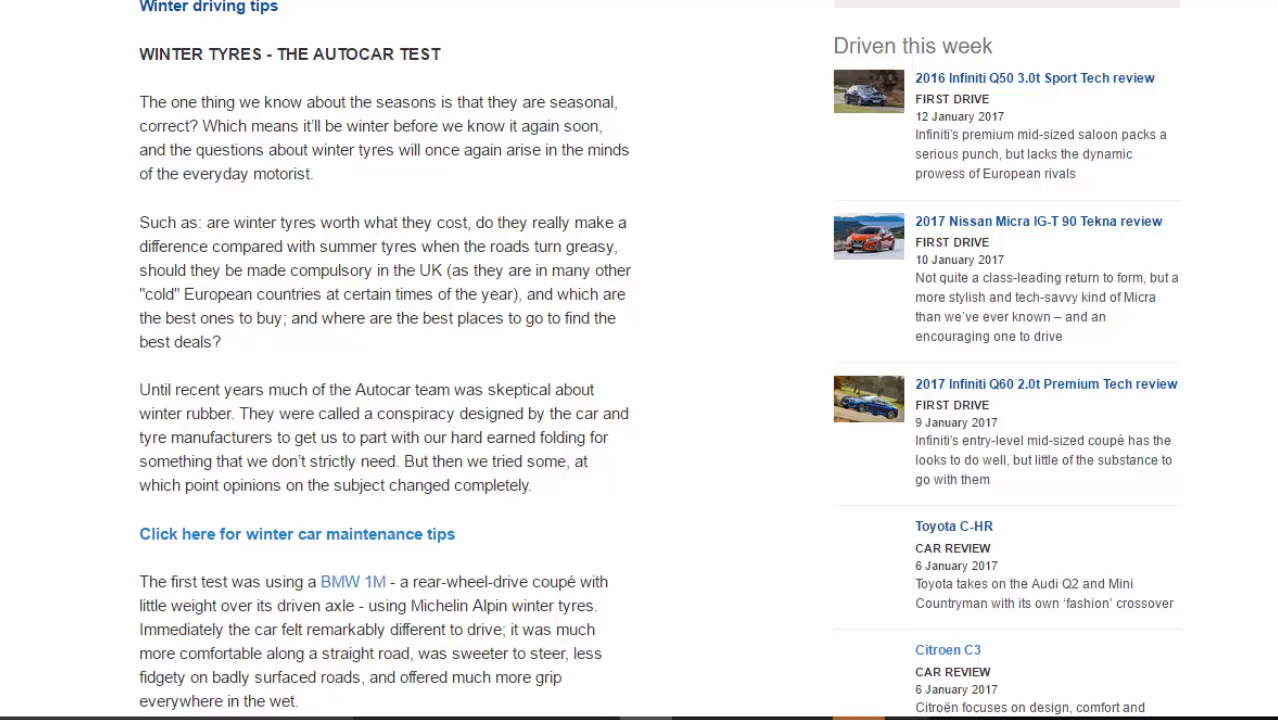 Winter driving tips
WINTER TYRES - THE AUTOCAR TEST
The one thing we know about the seasons is that they are seasonal,
correct? Which means it'll be winter before we know it again soon,
and the questions about winter tyres will once again arise in the minds
of the everyday motorist.
Such as: are winter tyres worth what they cost, do they really make a
difference compared with summer tyres when the roads turn greasy,
should they be made compulsory in the UK (as they are in many other
"cold" European countries at certain times of the year), and which are
the best ones to buy; and where are the best places to go to find the
best deals?
Until recent years much of the Autocar team was skeptical about
winter rubber. They were called a conspiracy designed by the car and
tyre manufacturers to get us to part with our hard earned folding for
something that we don't strictly need. But then we tried some, at
which point opinions on the subject changed completely.
Click here for winter car maintenance tips
The first test was using a BMW 1M - a rear-wheel-drive coupé with
little weight over its driven axle - using Michelin Alpin winter tyres.
Immediately the car felt remarkably different to drive; it was much
more comfortable along a straight road, was sweeter to steer, less
fidgety on badly surfaced roads, and offered much more grip
everywhere in the wet.
Driven this week
2016 Infiniti Q50 3.0t Sport Tech review
FIRST DRIVE
12 January 2017
Infiniti's premium mid-sized saloon packs a
serious punch, but lacks the dynamic
prowess of European rivals
2017 Nissan Micra IG-T 90 Tekna review
FIRST DRIVE
10 January 2017
Not quite a class-leading return to form, but a
more stylish and tech-savvy kind of Micra
than we've ever known – and an
encouraging one to drive
2017 Infiniti Q60 2.0t Premium Tech review
FIRST DRIVE
9 January 2017
Infiniti's entry-level mid-sized coupé has the
looks to do well, but little of the substance to
go with them
Toyota C-HR
CAR REVIEW
6 January 2017
Toyota takes on the Audi Q2 and Mini
Countryman with its own 'fashion' crossover
Citroen C3
CAR REVIEW
6 January 2017
Citroën focuses on design, comfort and